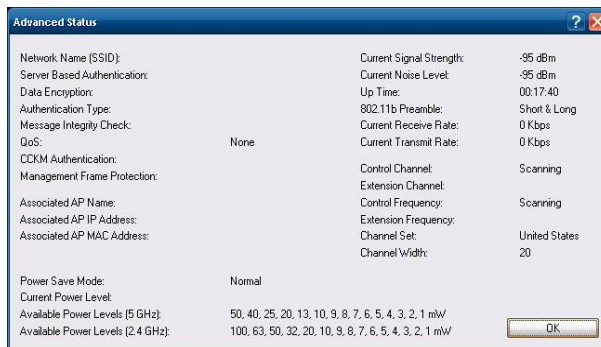 Advanced Status
Network Name (SSID):
Server Based Authentication:
Data Encryption:
Authentication Type:
Message Integrity Check:
QoS: None
CCKM Authentication:
Management Frame Protection:
Associated AP Name:
Associated AP IP Address:
Associated AP MAC Address:
Current Signal Strength: -95 dBm
Current Noise Level: -95 dBm
Up Time: 00:17:40
802.11b Preamble: Short & Long
Current Receive Rate: 0 Kbps
Current Transmit Rate: 0 Kbps
Control Channel: Scanning
Extension Channel:
Control Frequency: Scanning
Extension Frequency:
Channel Set: United States
Channel Width: 20
Power Save Mode: Normal
Current Power Level:
Available Power Levels (5 GHz): 50, 40, 25, 20, 13, 10, 9, 8, 7, 6, 5, 4, 3, 2, 1 mW
Available Power Levels (2.4 GHz): 100, 63, 50, 32, 20, 10, 9, 8, 7, 6, 5, 4, 3, 2, 1 mW
OK